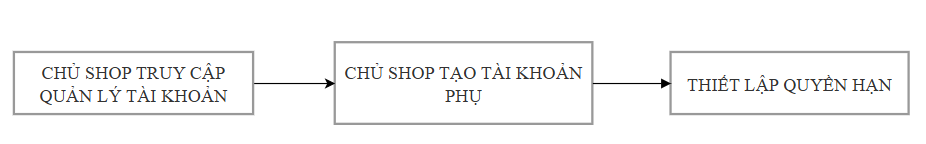 CHỦ SHOP TRUY CẬP
QUẢN LÝ TÀI KHOẢN
CHỦ SHOP TẠO TÀI KHOẢN
PHỤ
THIẾT LẬP QUYỀN HẠN